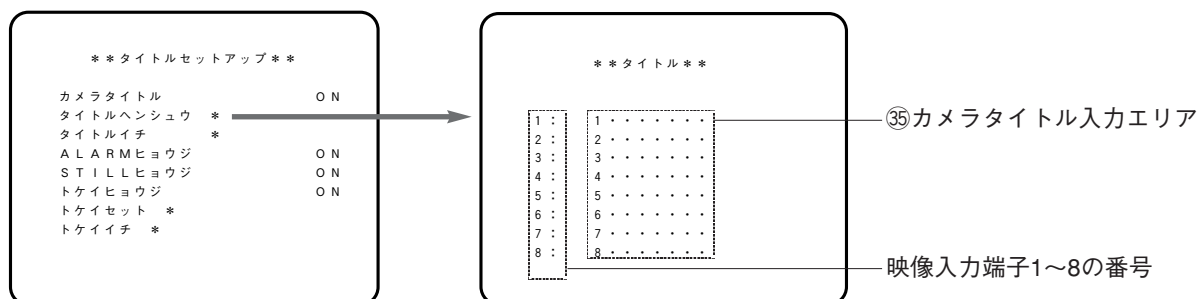 ＊＊タイトルセットアップ＊＊
カメラタイトル ON
タイトルヘンシュウ ＊
タイトルイチ ＊
ALARMヒョウジ ON
STILLヒョウジ ON
トケイヒョウジ ON
トケイセット ＊
トケイイチ ＊
＊＊タイトル＊＊
1： 1・・・・・・・
2： 2・・・・・・・
3： 3・・・・・・・
4： 4・・・・・・・
5： 5・・・・・・・
6： 6・・・・・・・
7： 7・・・・・・・
8： 8・・・・・・・
㉟カメラタイトル入力エリア
映像入力端子1〜8の番号